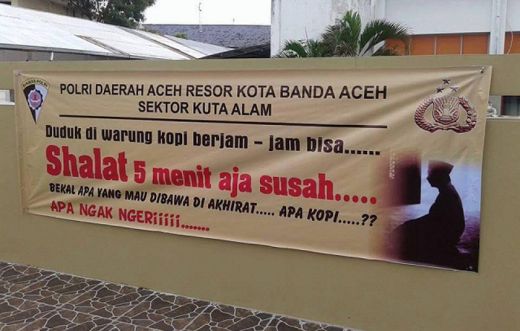 POLRI DAERAH ACEH RESOR KOTA BANDA ACEH
SEKTOR KUTA ALAM
Duduk di warung kopi berjam - jam bisa......
Shalat 5 menit aja susah.....
BEKAL APA YANG MAU DIBAWA DI AKHIRAT..... APA KOPI.....??
APA NGAK NGERiiiii.......